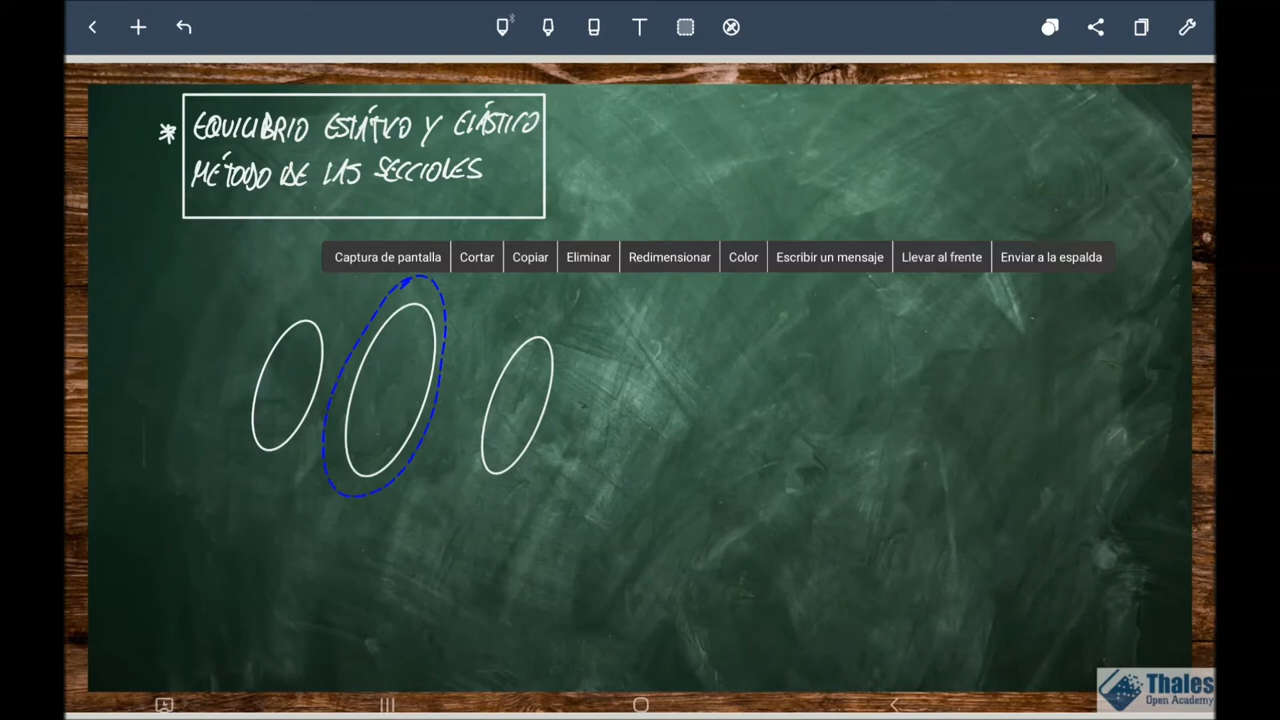 * EQUILIBRIO ESTÁTICO Y ELÁSTICO
MÉTODO DE LAS SECCIONES
Captura de pantalla Cortar Copiar Eliminar Redimensionar Color Escribir un mensaje Llevar al frente Enviar a la espalda
Thales
Open Academy